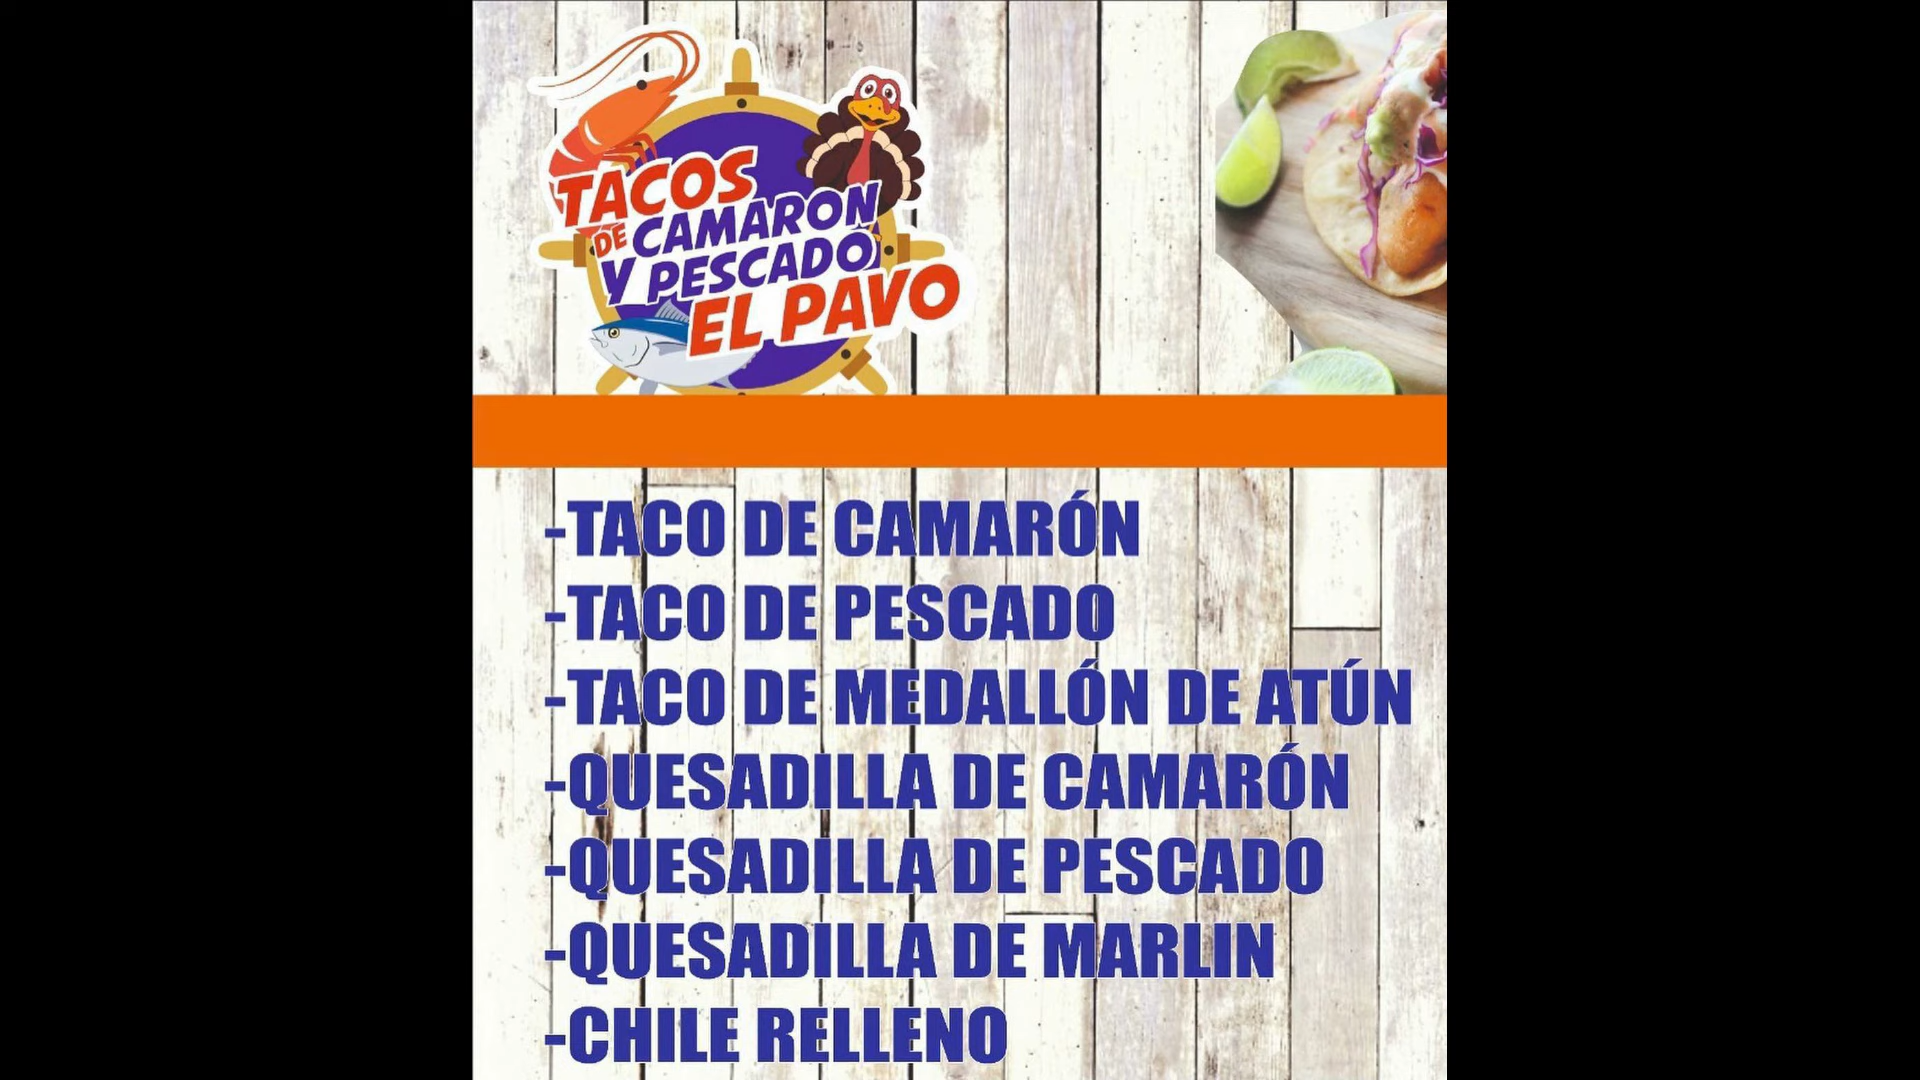 TACOS
DE CAMARON
Y PESCADO
EL PAVO
-TACO DE CAMARÓN
-TACO DE PESCADO
-TACO DE MEDALLÓN DE ATÚN
-QUESADILLA DE CAMARÓN
-QUESADILLA DE PESCADO
-QUESADILLA DE MARLIN
-CHILE RELLENO